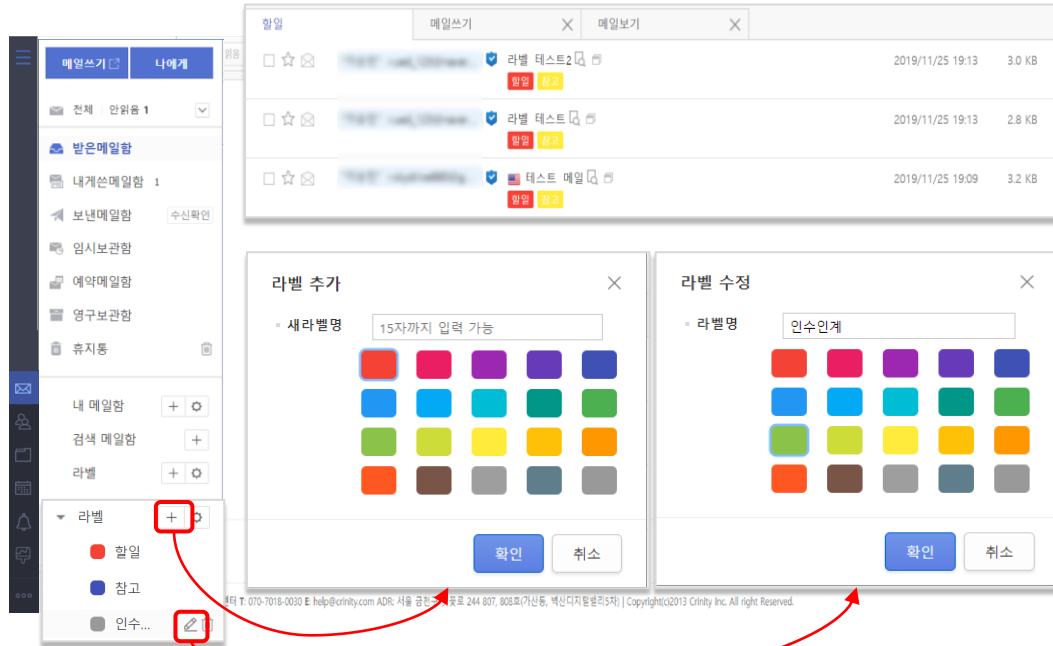 할일
메일쓰기
메일보기
라벨 테스트2
할일 참고
2019/11/25 19:13 3.0 KB
라벨 테스트
할일 참고
2019/11/25 19:13 2.8 KB
테스트 메일
할일 참고
2019/11/25 19:09 3.2 KB
메일쓰기
나에게
전체 안읽음 1
받은메일함
내게쓴메일함 1
보낸메일함 수신확인
임시보관함
예약메일함
영구보관함
휴지통
내 메일함
검색 메일함
라벨
라벨
할일
참고
인수...
라벨 추가
새라벨명
15자까지 입력 가능
확인
취소
라벨 수정
라벨명
인수인계
확인
취소
T: 070-7018-0030 E: help@crinity.com ADR: 서울 금천구 244 807, 808호(가산동, 벽산디지털밸리5차) | Copyright(c)2013 Crinity Inc. All right Reserved.